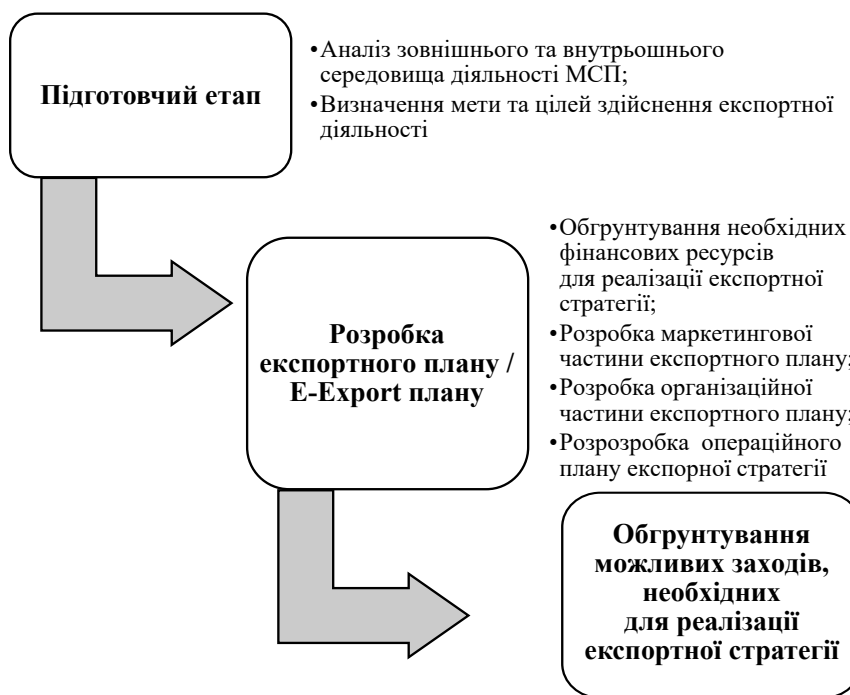 Підготовчий етап
•Аналіз зовнішнього та внутрьошнього
середовища діяльності МСП;
•Визначення мети та цілей здійснення експортної
діяльності
Розробка
експортного плану /
E-Export плану
•Обгрунтування необхідних
фінансових ресурсів
для реалізації експортної
стратегії;
•Розробка маркетингової
частини експортного плану;
•Розробка організаційної
частини експортного плану;
•Розрозробка операційного
плану експорної стратегії
Обгрунтування
можливих заходів,
необхідних
для реалізації
експортної стратегії